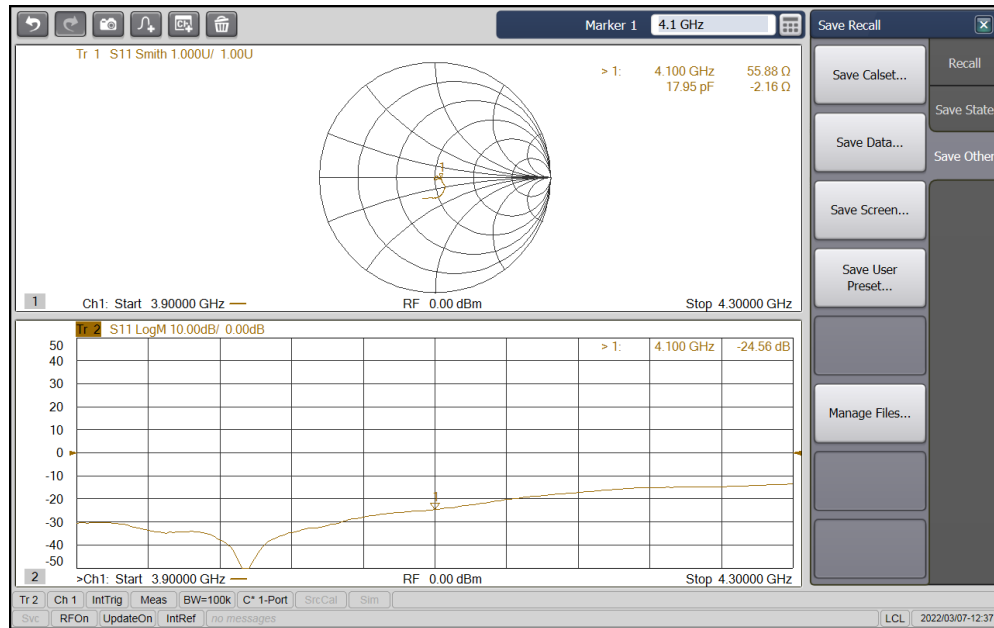 Marker 1 4.1 GHz
Save Recall
Tr 1 S11 Smith 1.000U/ 1.00U
> 1: 4.100 GHz 55.88 Ω
17.95 pF -2.16 Ω
1
1 Ch1: Start 3.90000 GHz RF 0.00 dBm Stop 4.30000 GHz
Tr 2 S11 LogM 10.00dB/ 0.00dB
> 1: 4.100 GHz -24.56 dB
50
40
30
20
10
0
-10
-20
1
-30
-40
-50
2 >Ch1: Start 3.90000 GHz RF 0.00 dBm Stop 4.30000 GHz
Save Calset...
Save Data...
Save Screen...
Save User
Preset...
Manage Files...
Recall
Save State
Save Other
Tr 2 Ch 1 IntTrig Meas BW=100k C* 1-Port SrcCal Sim
Svc RFOn UpdateOn IntRef no messages LCL 2022/03/07-12:37